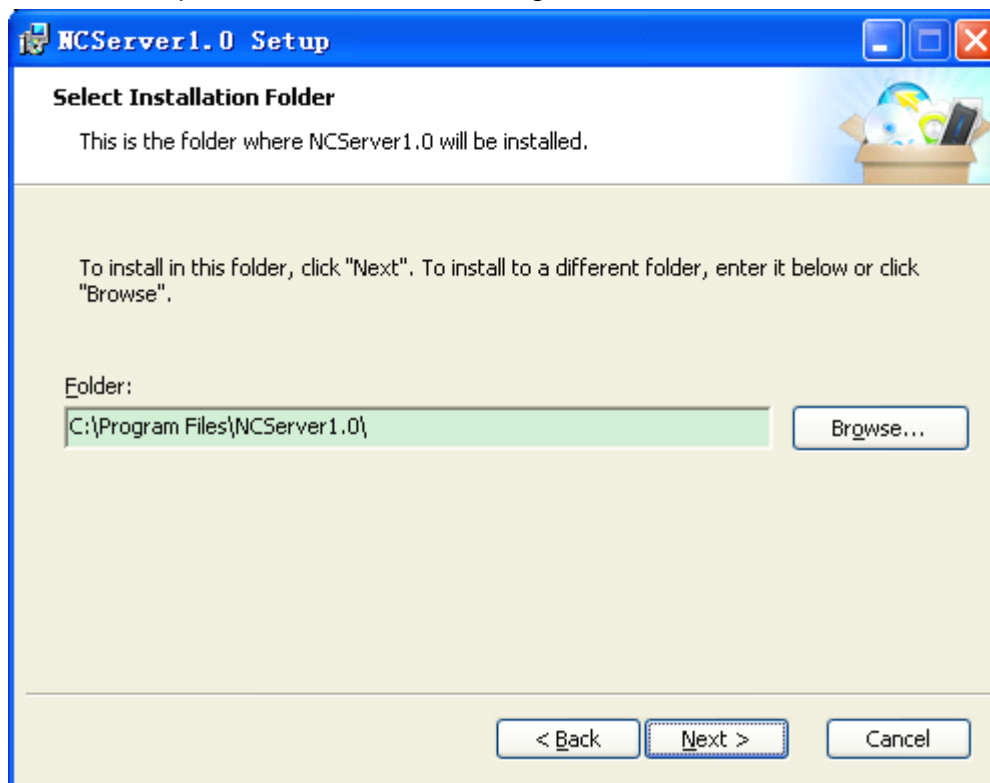 NCServer1.0 Setup
Select Installation Folder
This is the folder where NCServer1.0 will be installed.
To install in this folder, click "Next". To install to a different folder, enter it below or click
"Browse".
Folder:
C:\Program Files\NCServer1.0\
Browse...
< Back
Next >
Cancel